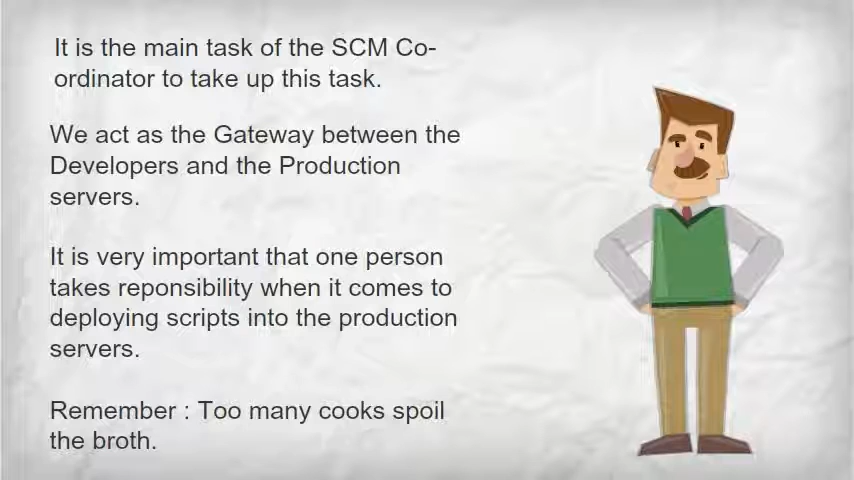 It is the main task of the SCM Co-
ordinator to take up this task.
We act as the Gateway between the
Developers and the Production
servers.
It is very important that one person
takes reponsibility when it comes to
deploying scripts into the production
servers.
Remember : Too many cooks spoil
the broth.